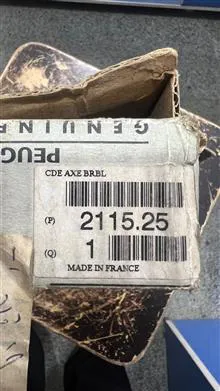 GENUINE
PEUG
CDE AXE BRBL
(P) 2115.25
(Q) 1
MADE IN FRANCE